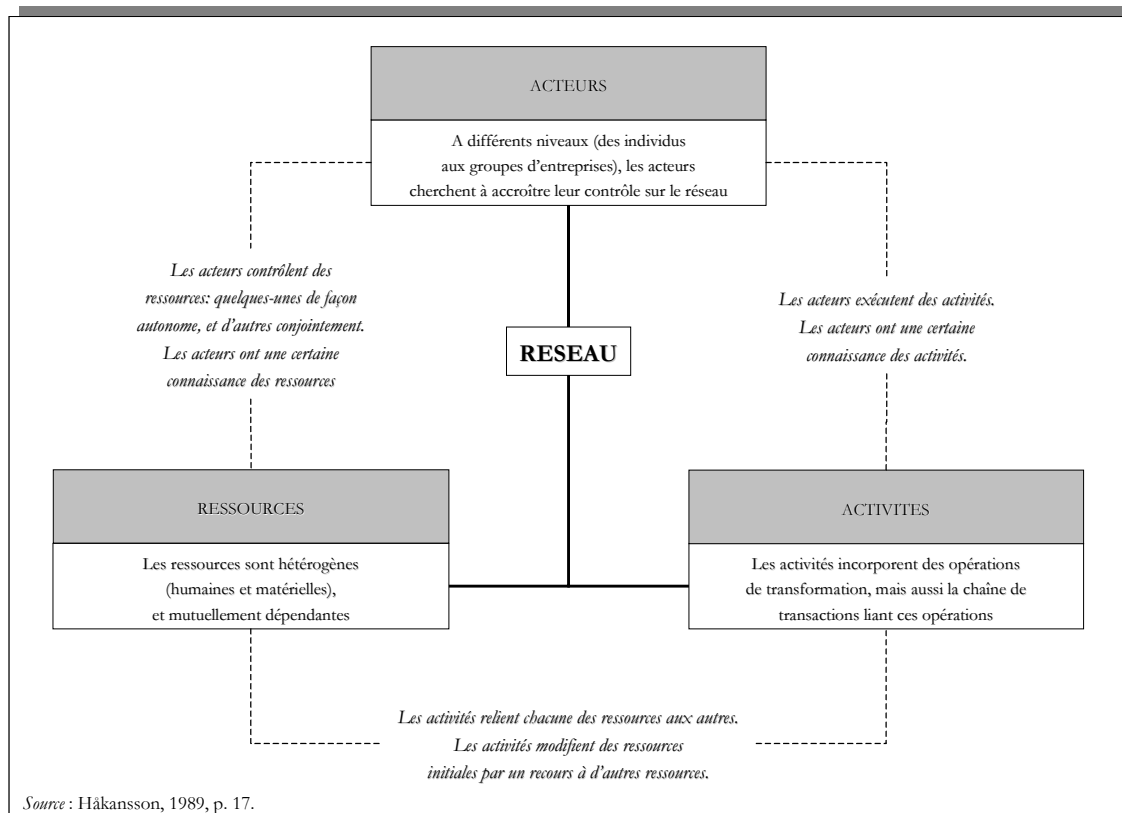 ACTEURS
A différents niveaux (des individus
aux groupes d'entreprises), les acteurs
cherchent à accroître leur contrôle sur le réseau
Les acteurs contrôlent des
ressources: quelques-unes de façon
autonome, et d'autres conjointement.
Les acteurs ont une certaine
connaissance des ressources
Les acteurs exécutent des activités.
Les acteurs ont une certaine
connaissance des activités.
RESEAU
RESSOURCES
Les ressources sont hétérogènes
(humaines et matérielles),
et mutuellement dépendantes
ACTIVITES
Les activités incorporent des opérations
de transformation, mais aussi la chaîne de
transactions liant ces opérations
Les activités relient chacune des ressources aux autres.
Les activités modifient des ressources
initiales par un recours à d'autres ressources.
Source : Håkansson, 1989, p. 17.